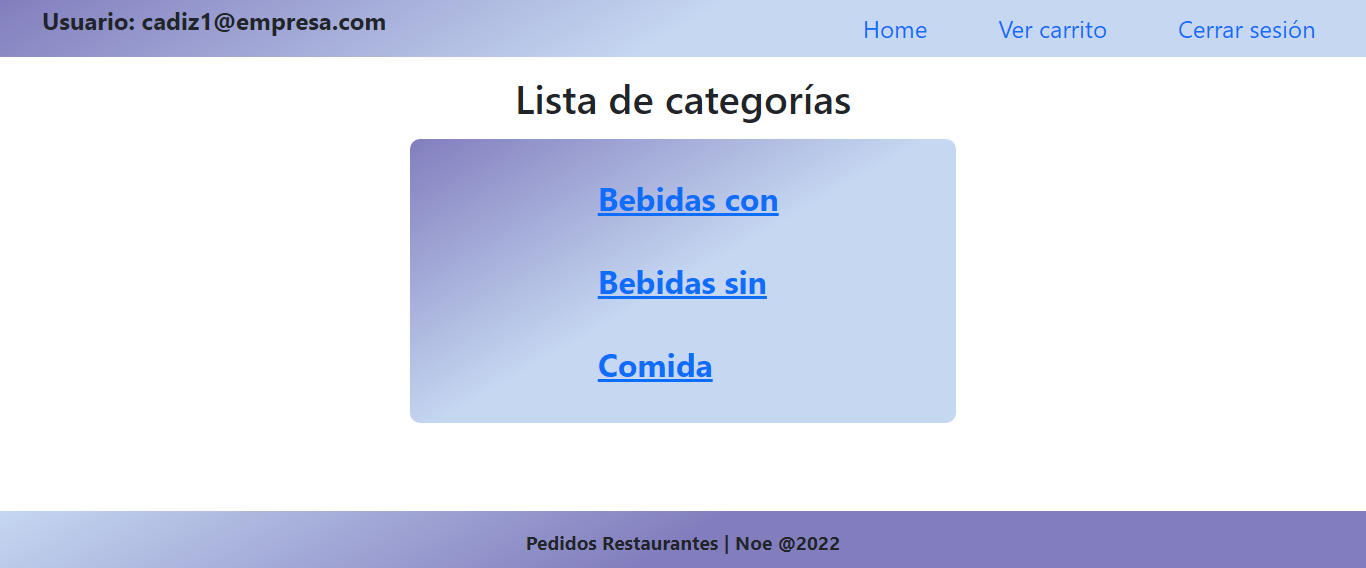 Usuario: cadiz1@empresa.com
Home Ver carrito Cerrar sesión
Lista de categorías
Bebidas con
Bebidas sin
Comida
Pedidos Restaurantes | Noe @2022